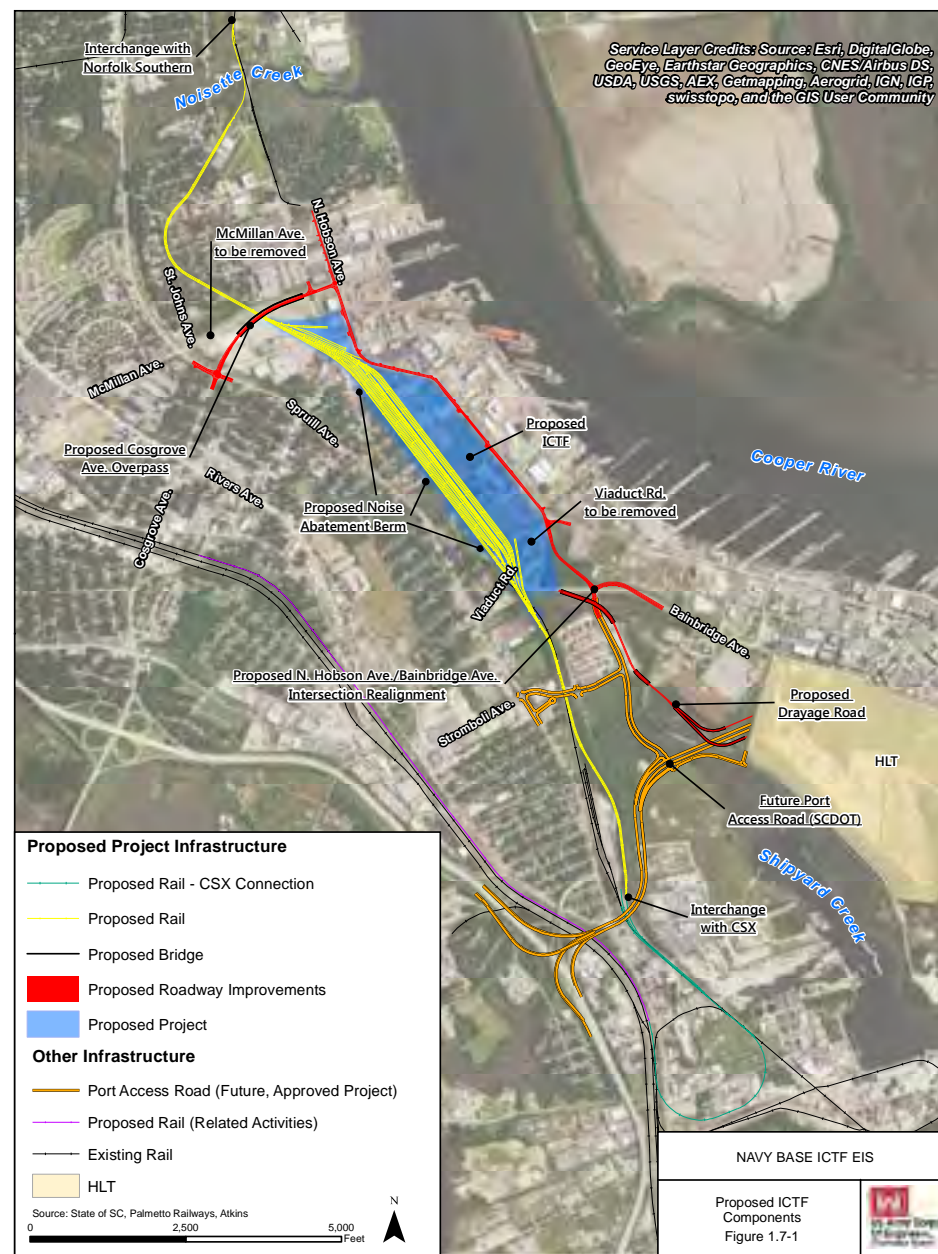 Interchange with
Norfolk Southern
Noisette Creek
Service Layer Credits: Source: Esri, DigitalGlobe,
GeoEye, Earthstar Geographics, CNES/Airbus DS,
USDA, USGS, AEX, Getmapping, Aerogrid, IGN, IGP,
swisstopo, and the GIS User Community
N. Hobson Ave.
McMillan Ave.
to be removed
St. Johns Ave.
McMillan Ave.
Spruill Ave.
Proposed
ICTF
Proposed Cosgrove
Ave. Overpass
Cooper River
Rivers Ave.
Cosgrove Ave.
Proposed Noise
Abatement Berm
Viaduct Rd.
to be removed
Viaduct Rd.
Bainbridge Ave.
Proposed N. Hobson Ave./Bainbridge Ave.
Intersection Realignment
Stromboli Ave.
Proposed
Drayage Road
HLT
Future Port
Access Road (SCDOT)
Shipyard Creek
Interchange
with CSX
Proposed Project Infrastructure
Proposed Rail - CSX Connection
Proposed Rail
Proposed Bridge
Proposed Roadway Improvements
Proposed Project
Other Infrastructure
Port Access Road (Future, Approved Project)
Proposed Rail (Related Activities)
Existing Rail
HLT
Source: State of SC, Palmetto Railways, Atkins
0 2,500 5,000
Feet
N
NAVY BASE ICTF EIS
Proposed ICTF
Components
Figure 1.7-1